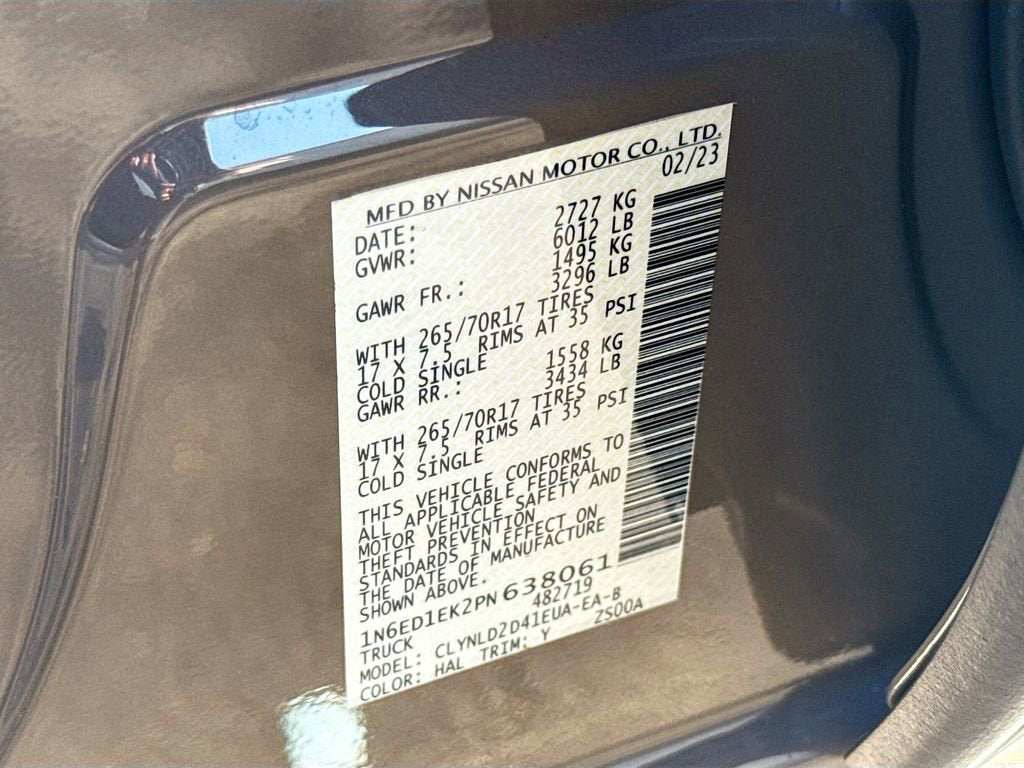 MFD BY NISSAN MOTOR CO., LTD.
DATE: 02/23
GVWR: 2727 KG
6012 LB
GAWR FR.: 1495 KG
3296 LB
WITH 265/70R17 TIRES
17 X 7.5 RIMS AT 35 PSI
COLD SINGLE
GAWR RR.: 1558 KG
3434 LB
WITH 265/70R17 TIRES
17 X 7.5 RIMS AT 35 PSI
COLD SINGLE
THIS VEHICLE CONFORMS TO
ALL APPLICABLE FEDERAL
MOTOR VEHICLE SAFETY AND
THEFT PREVENTION
STANDARDS IN EFFECT ON
THE DATE OF MANUFACTURE
SHOWN ABOVE.
1N6ED1EK2PN638061
TRUCK 482719
MODEL: CLYNLD2D41EUA-EA-B
COLOR: HAL TRIM: Y ZS00A